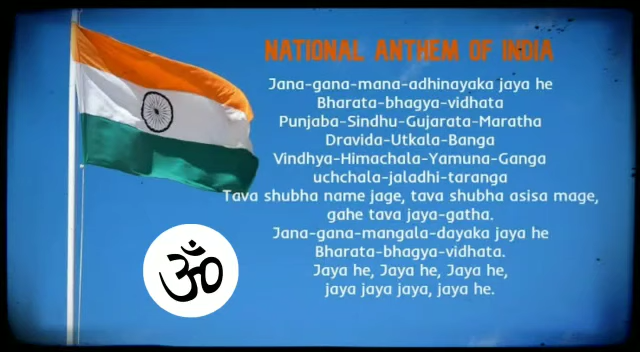 NATIONAL ANTHEM OF INDIA
Jana-gana-mana-adhinayaka jaya he
Bharata-bhagya-vidhata
Punjaba-Sindhu-Gujarata-Maratha
Dravida-Utkala-Banga
Vindhya-Himachala-Yamuna-Ganga
uchchala-jaladhi-taranga
Tava shubha name jage, tava shubha asisa mage,
gahe tava jaya-gatha.
Jana-gana-mangala-dayaka jaya he
Bharata-bhagya-vidhata.
Jaya he, Jaya he, Jaya he,
jaya jaya jaya, jaya he.
ॐ